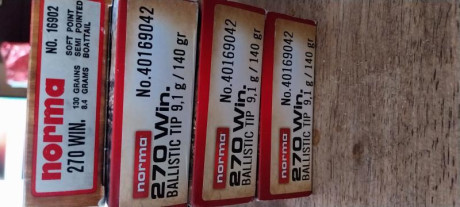 norma
270 WIN.
130 GRAINS
8.4 GRAMS
NO. 16902
SOFT POINT
SEMI POINTED
BOATTAIL
norma
270 Win.
BALLISTIC TIP 9,1 g / 140 gr
No.40169042
norma
270 Win.
BALLISTIC TIP 9,1 g / 140 gr
No.40169042
norma
270 Win.
BALLISTIC TIP 9,1 g / 140 gr
No.40169042